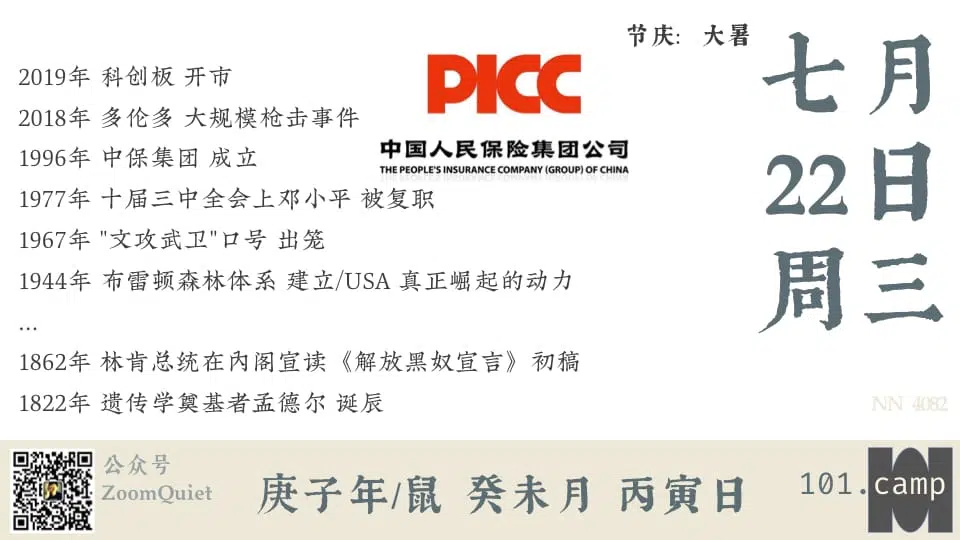 节庆: 大暑
七月
22日
周三
2019年 科创板 开市
2018年 多伦多 大规模枪击事件
1996年 中保集团 成立
1977年 十届三中全会上邓小平 被复职
1967年 "文攻武卫"口号 出笼
1944年 布雷顿森林体系 建立/USA 真正崛起的动力
...
1862年 林肯总统在內閣宣读《解放黑奴宣言》初稿
1822年 遗传学奠基者孟德尔 诞辰
PICC
中国人民保险集团公司
THE PEOPLE'S INSURANCE COMPANY (GROUP) OF CHINA
NN 4082
公众号
ZoomQuiet
庚子年/鼠 癸未月 丙寅日
101.camp